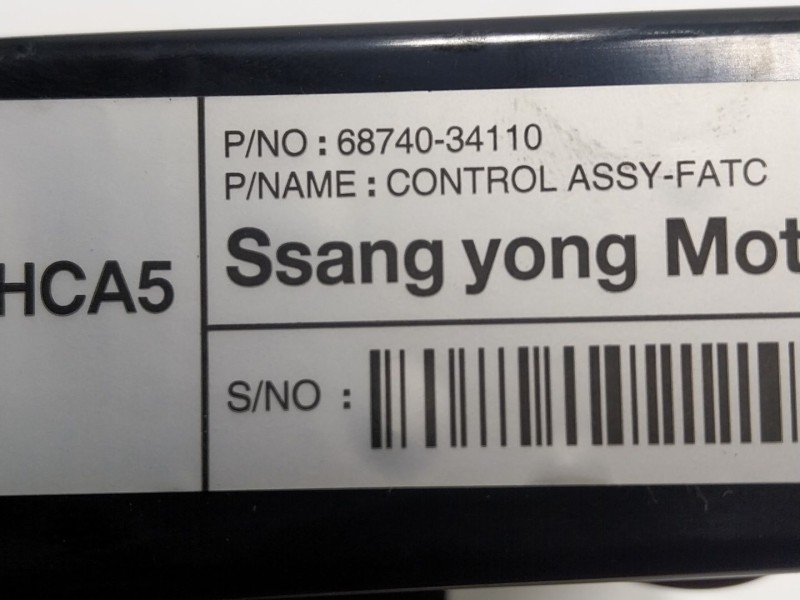 HCA5
P/NO : 68740-34110
P/NAME : CONTROL ASSY-FATC
Ssang yong Mot
S/NO :